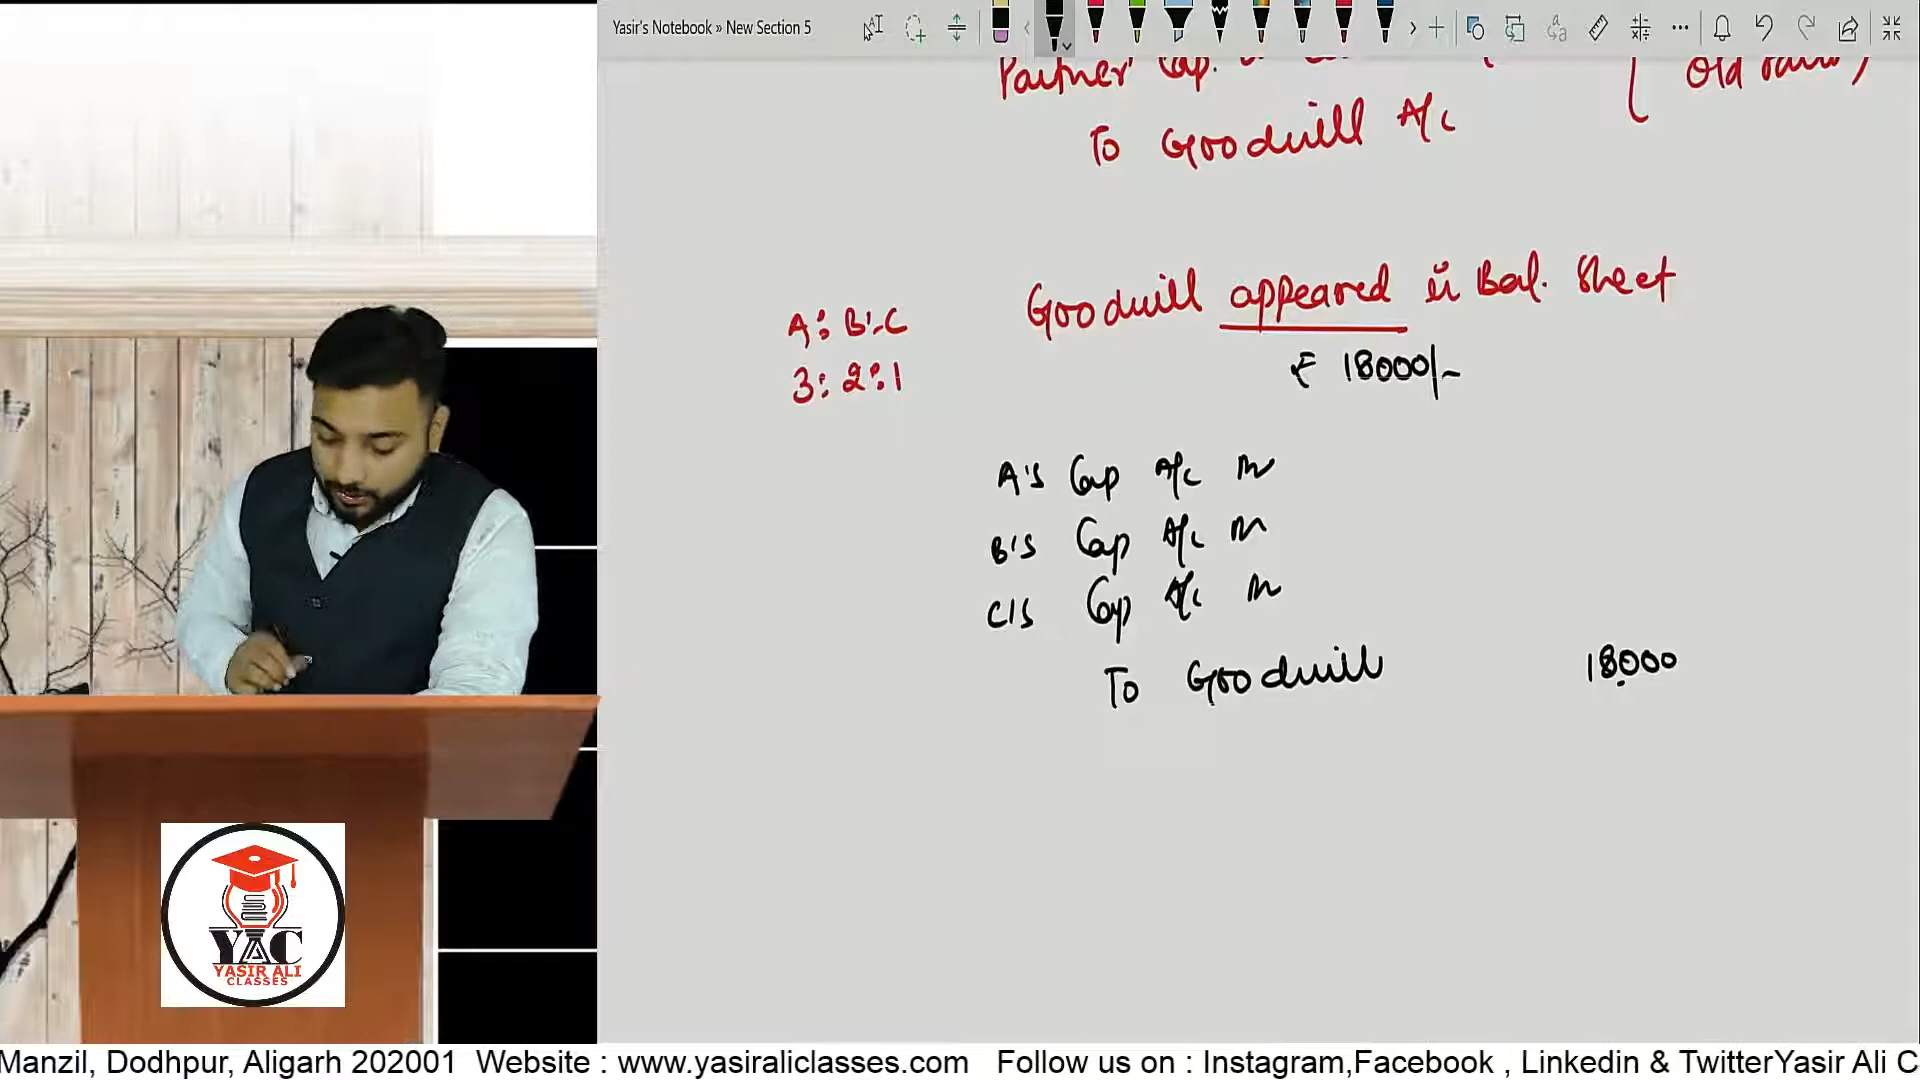 Yasir's Notebook » New Section 5
Partner' Cap.
Old
To Goodwill A/c
Goodwill appeared in Bal. Sheet
₹ 18000/-
A : B : C
3 : 2 : 1
A's Cap A/c Dr
B's Cap A/c Dr
C's Cap A/c Dr
To Goodwill 18000
YAC
YASIR ALI
CLASSES
Manzil, Dodhpur, Aligarh 202001 Website : www.yasiraliclasses.com Follow us on : Instagram,Facebook , Linkedin & TwitterYasir Ali C